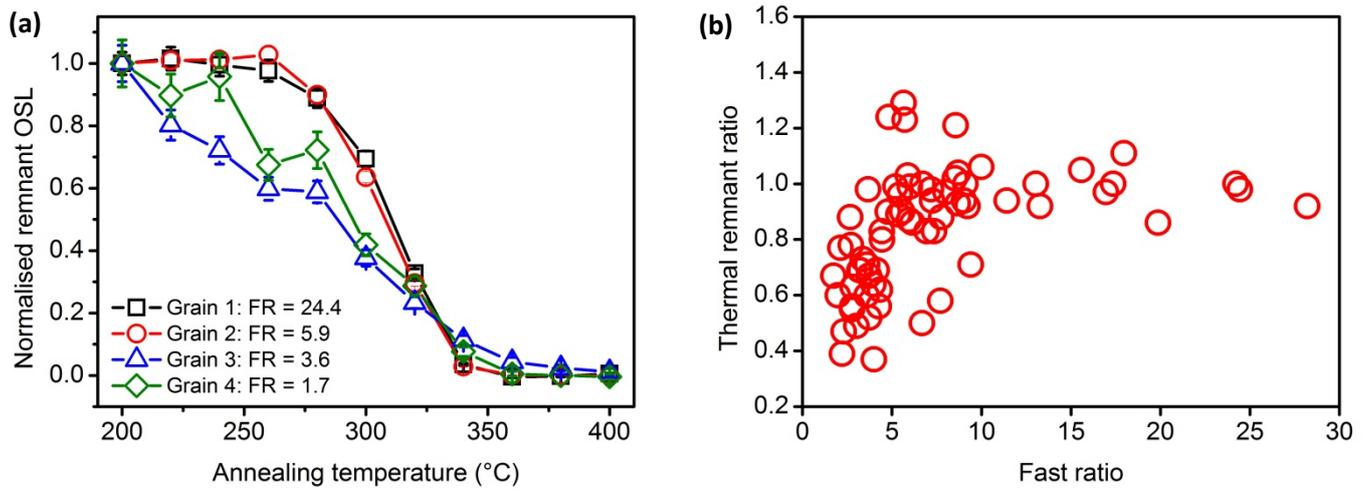 (a)
Normalised remnant OSL
1.0
0.8
0.6
0.4
0.2
0.0
Grain 1: FR = 24.4
Grain 2: FR = 5.9
Grain 3: FR = 3.6
Grain 4: FR = 1.7
200 250 300 350 400
Annealing temperature (°C)
(b)
Thermal remnant ratio
1.6
1.4
1.2
1.0
0.8
0.6
0.4
0.2
0 5 10 15 20 25 30
Fast ratio